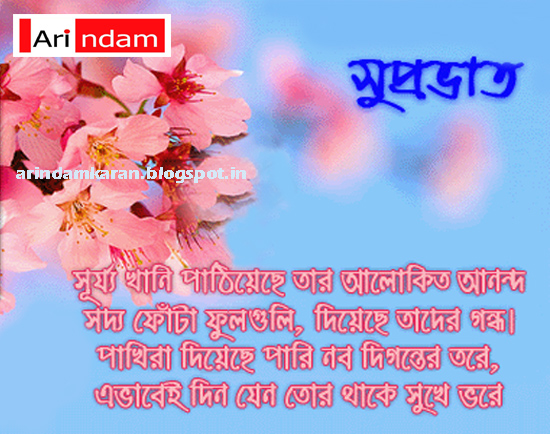 Arindam
সুপ্রভাত
arindamkaran.blogspot.in
সূর্য্য খানি পাঠিয়েছে তার আলোকিত আনন্দ
সদ্য ফোঁটা ফুলগুলি, দিয়েছে তাদের গন্ধ।
পাখিরা দিয়েছে পারি নব দিগন্তের তরে,
এভাবেই দিন যেন তোর থাকে সুখে ভরে